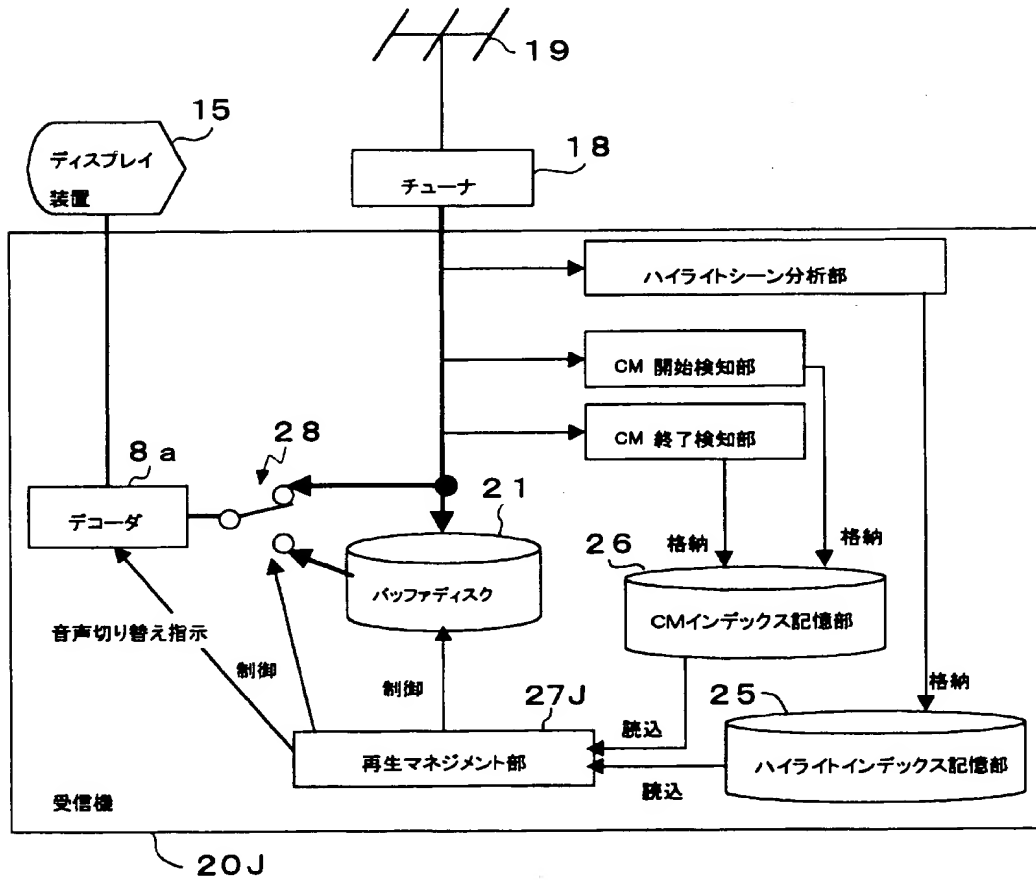 19
15
ディスプレイ
装置
18
チューナ
ハイライトシーン分析部
CM 開始検知部
CM 終了検知部
28
8a
デコーダ
21
バッファディスク
格納
格納
26
CMインデックス記憶部
音声切り替え指示
制御
制御
格納
27J
25
読込
再生マネジメント部
ハイライトインデックス記憶部
読込
受信機
20J